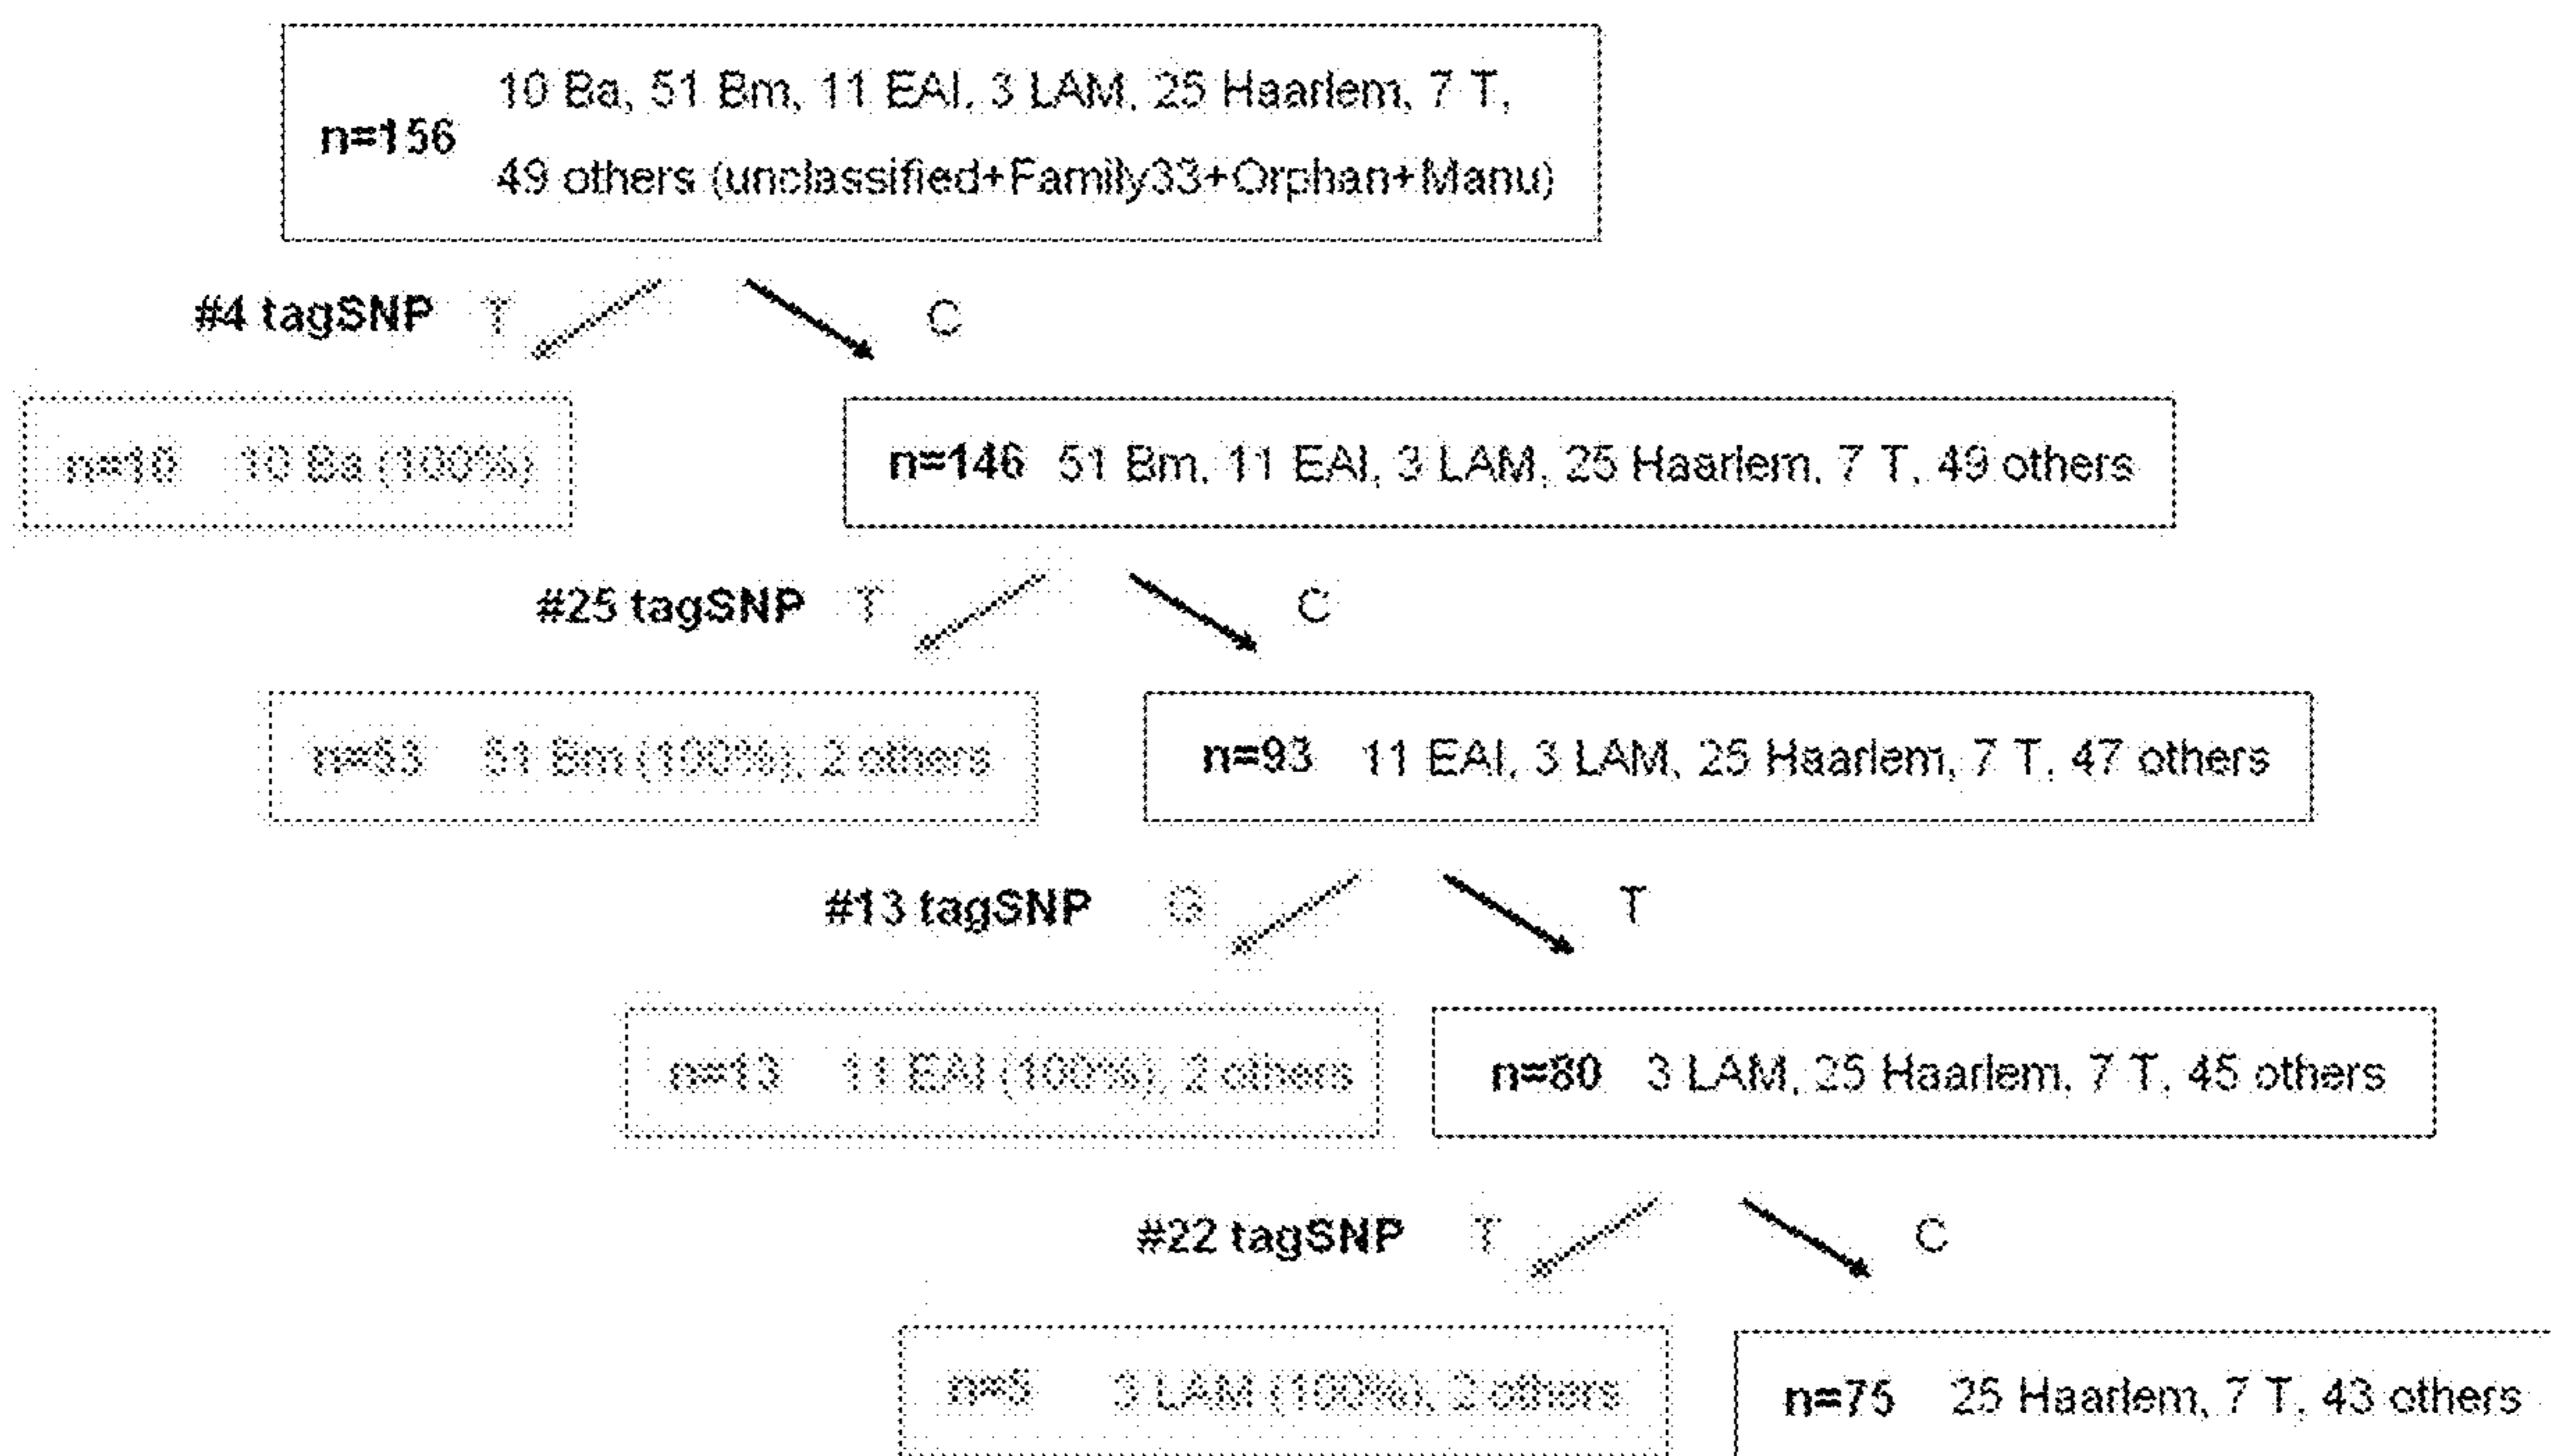 10 Ba, 51 Bm, 11 EAI, 3 LAM, 25 Haarlem, 7 T,
n=156
49 others (unclassified+Family33+Orphan+Manu)
#4 tagSNP T C
n=10 10 Ba (100%)
n=146 51 Bm, 11 EAI, 3 LAM, 25 Haarlem, 7 T, 49 others
#25 tagSNP T C
n=53 51 Bm (100%), 2 others
n=93 11 EAI, 3 LAM, 25 Haarlem, 7 T, 47 others
#13 tagSNP G T
n=13 11 EAI (100%), 2 others
n=80 3 LAM, 25 Haarlem, 7 T, 45 others
#22 tagSNP T C
n=5 3 LAM (100%), 2 others
n=75 25 Haarlem, 7 T, 43 others